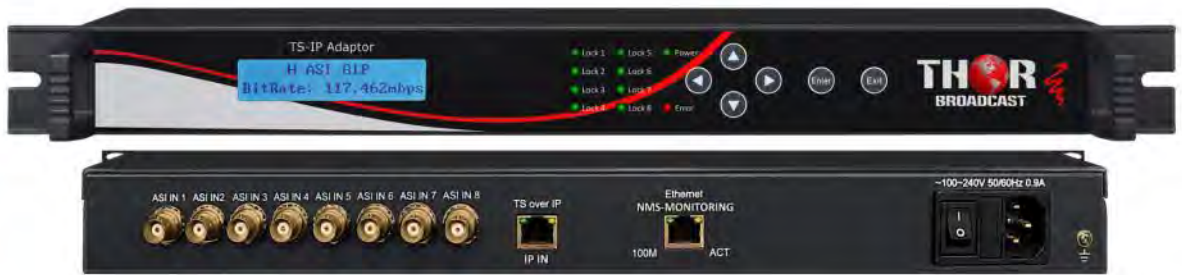 TS-IP Adaptor
H ASI GIP
BitRate: 117.462mbps
Lock 1 Lock 5 Power
Lock 2 Lock 6
Lock 3 Lock 7
Lock 4 Lock 8 Error
Enter Exit
THOR
BROADCAST
ASI IN 1 ASI IN2 ASI IN 3 ASI IN 4 ASI IN 5 ASI IN 6 ASI IN 7 ASI IN 8
TS over IP
IP IN
Ethernet
NMS-MONITORING
100M ACT
~100~240V 50/60Hz 0.9A
I
O